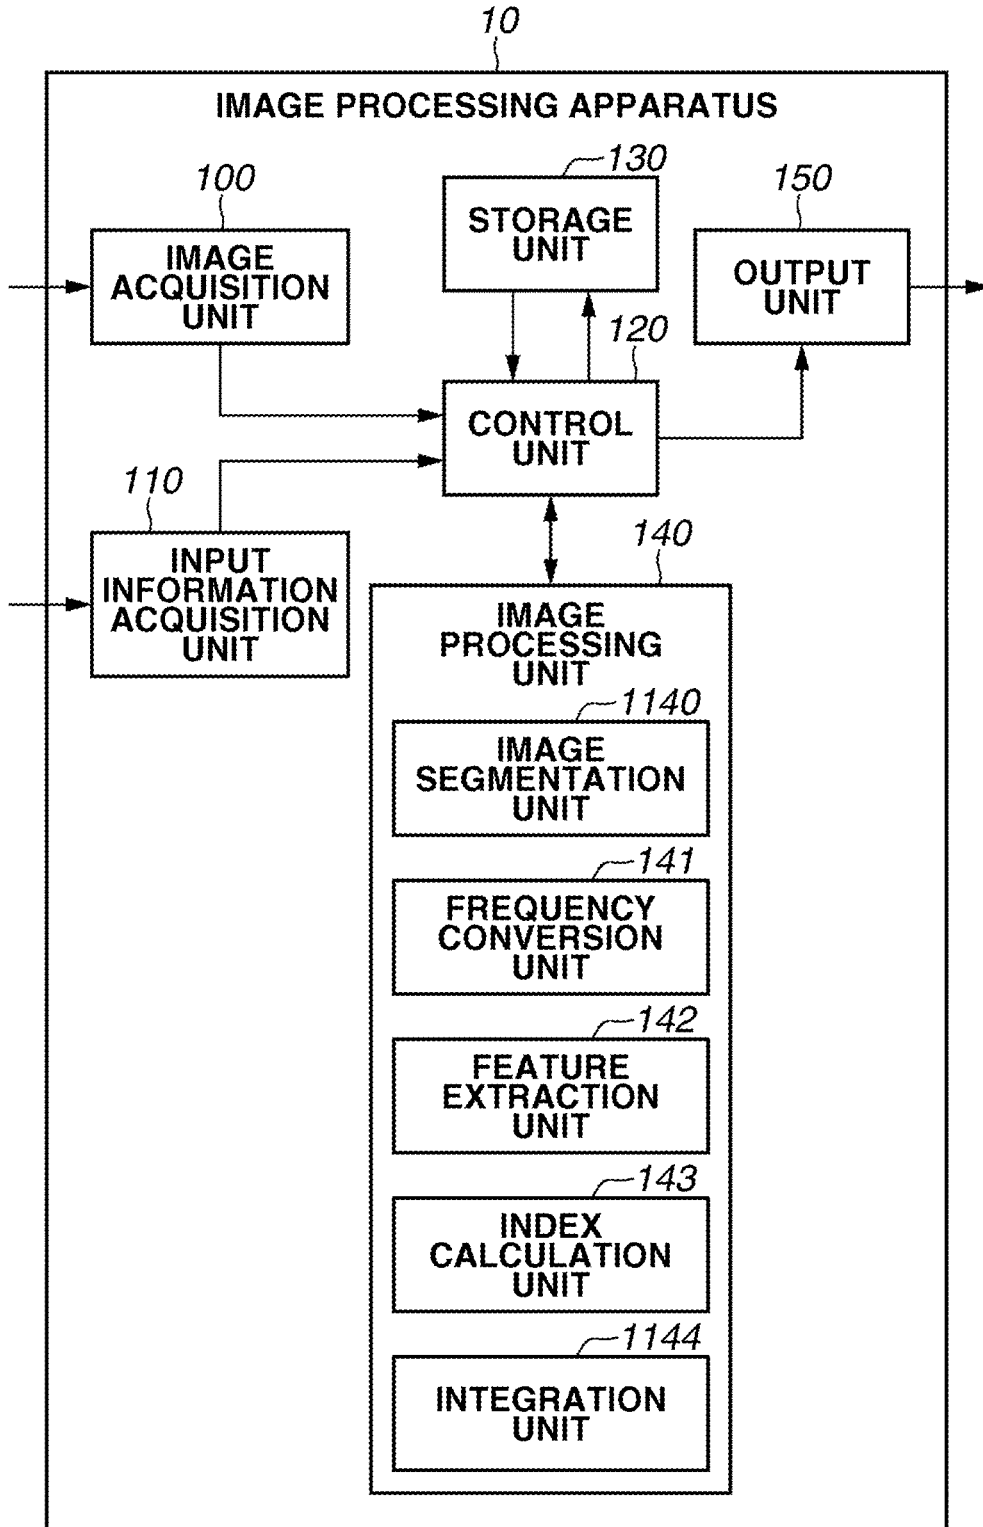 10
IMAGE PROCESSING APPARATUS
100
IMAGE
ACQUISITION
UNIT
130
STORAGE
UNIT
150
OUTPUT
UNIT
120
CONTROL
UNIT
110
INPUT
INFORMATION
ACQUISITION
UNIT
140
IMAGE
PROCESSING
UNIT
1140
IMAGE
SEGMENTATION
UNIT
141
FREQUENCY
CONVERSION
UNIT
142
FEATURE
EXTRACTION
UNIT
143
INDEX
CALCULATION
UNIT
1144
INTEGRATION
UNIT